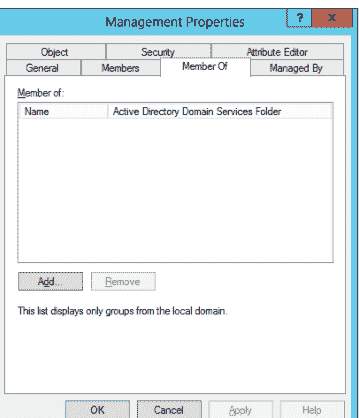 Management Properties
? x
Object Security Attribute Editor
General Members Member Of Managed By
Member of:
Name Active Directory Domain Services Folder
Add... Remove
This list displays only groups from the local domain.
OK Cancel Apply Help